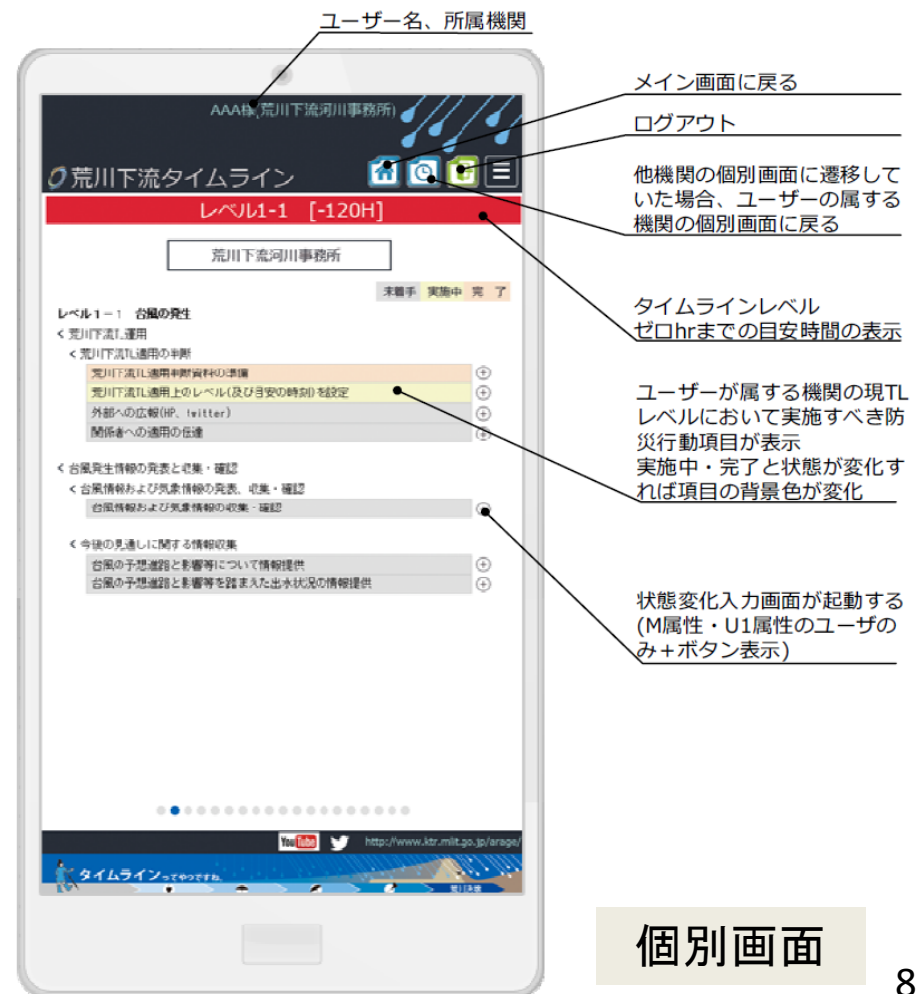 ユーザー名、所属機関
AAA様(荒川下流河川事務所)
荒川下流タイムライン
レベル1-1 [-120H]
荒川下流河川事務所
未着手 実施中 完 了
レベル1-1 台風の発生
< 荒川下流TL運用
< 荒川下流TL適用の判断
荒川下流TL適用判断資料の準備
荒川下流TL適用上のレベル(及び目安の時刻)を設定
外部への広報(HP、twitter)
関係者への適用の伝達
< 台風発生情報の発表と収集・確認
< 台風情報および気象情報の発表、収集・確認
台風情報および気象情報の収集・確認
< 今後の見通しに関する情報収集
台風の予想進路と影響等について情報提供
台風の予想進路と影響等を踏まえた出水状況の情報提供
You Tube
http://www.ktr.mlit.go.jp/arage/
タイムラインってやつですね
荒川決壊
メイン画面に戻る
ログアウト
他機関の個別画面に遷移して
いた場合、ユーザーの属する
機関の個別画面に戻る
タイムラインレベル
ゼロhrまでの目安時間の表示
ユーザーが属する機関の現TL
レベルにおいて実施すべき防
災行動項目が表示
実施中・完了と状態が変化す
れば項目の背景色が変化
状態変化入力画面が起動する
(M属性・U1属性のユーザの
み+ボタン表示)
個別画面
8